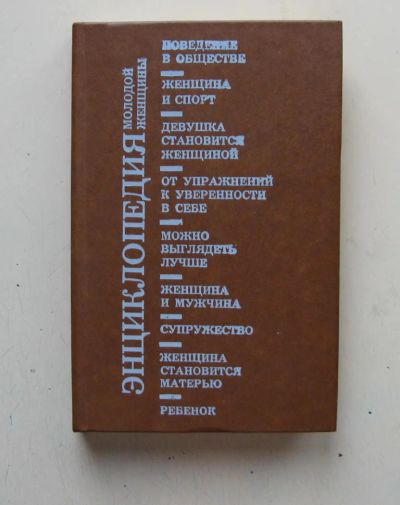 ЭНЦИКЛОПЕДИЯ
МОЛОДОЙ
ЖЕНЩИНЫ
ПОВЕДЕНИЕ
В ОБЩЕСТВЕ
ЖЕНЩИНА
И СПОРТ
ДЕВУШКА
СТАНОВИТСЯ
ЖЕНЩИНОЙ
ОТ УПРАЖНЕНИЙ
К УВЕРЕННОСТИ
В СЕБЕ
МОЖНО
ВЫГЛЯДЕТЬ
ЛУЧШЕ
ЖЕНЩИНА
И МУЖЧИНА
СУПРУЖЕСТВО
ЖЕНЩИНА
СТАНОВИТСЯ
МАТЕРЬЮ
РЕБЕНОК